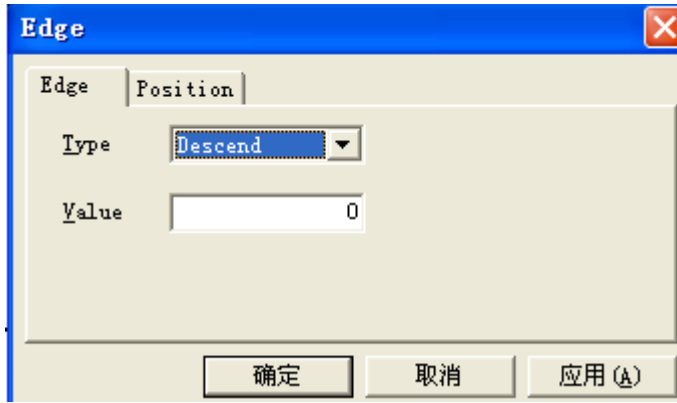 Edge
Edge Position
Type Descend
Value 0
确定 取消 应用(A)